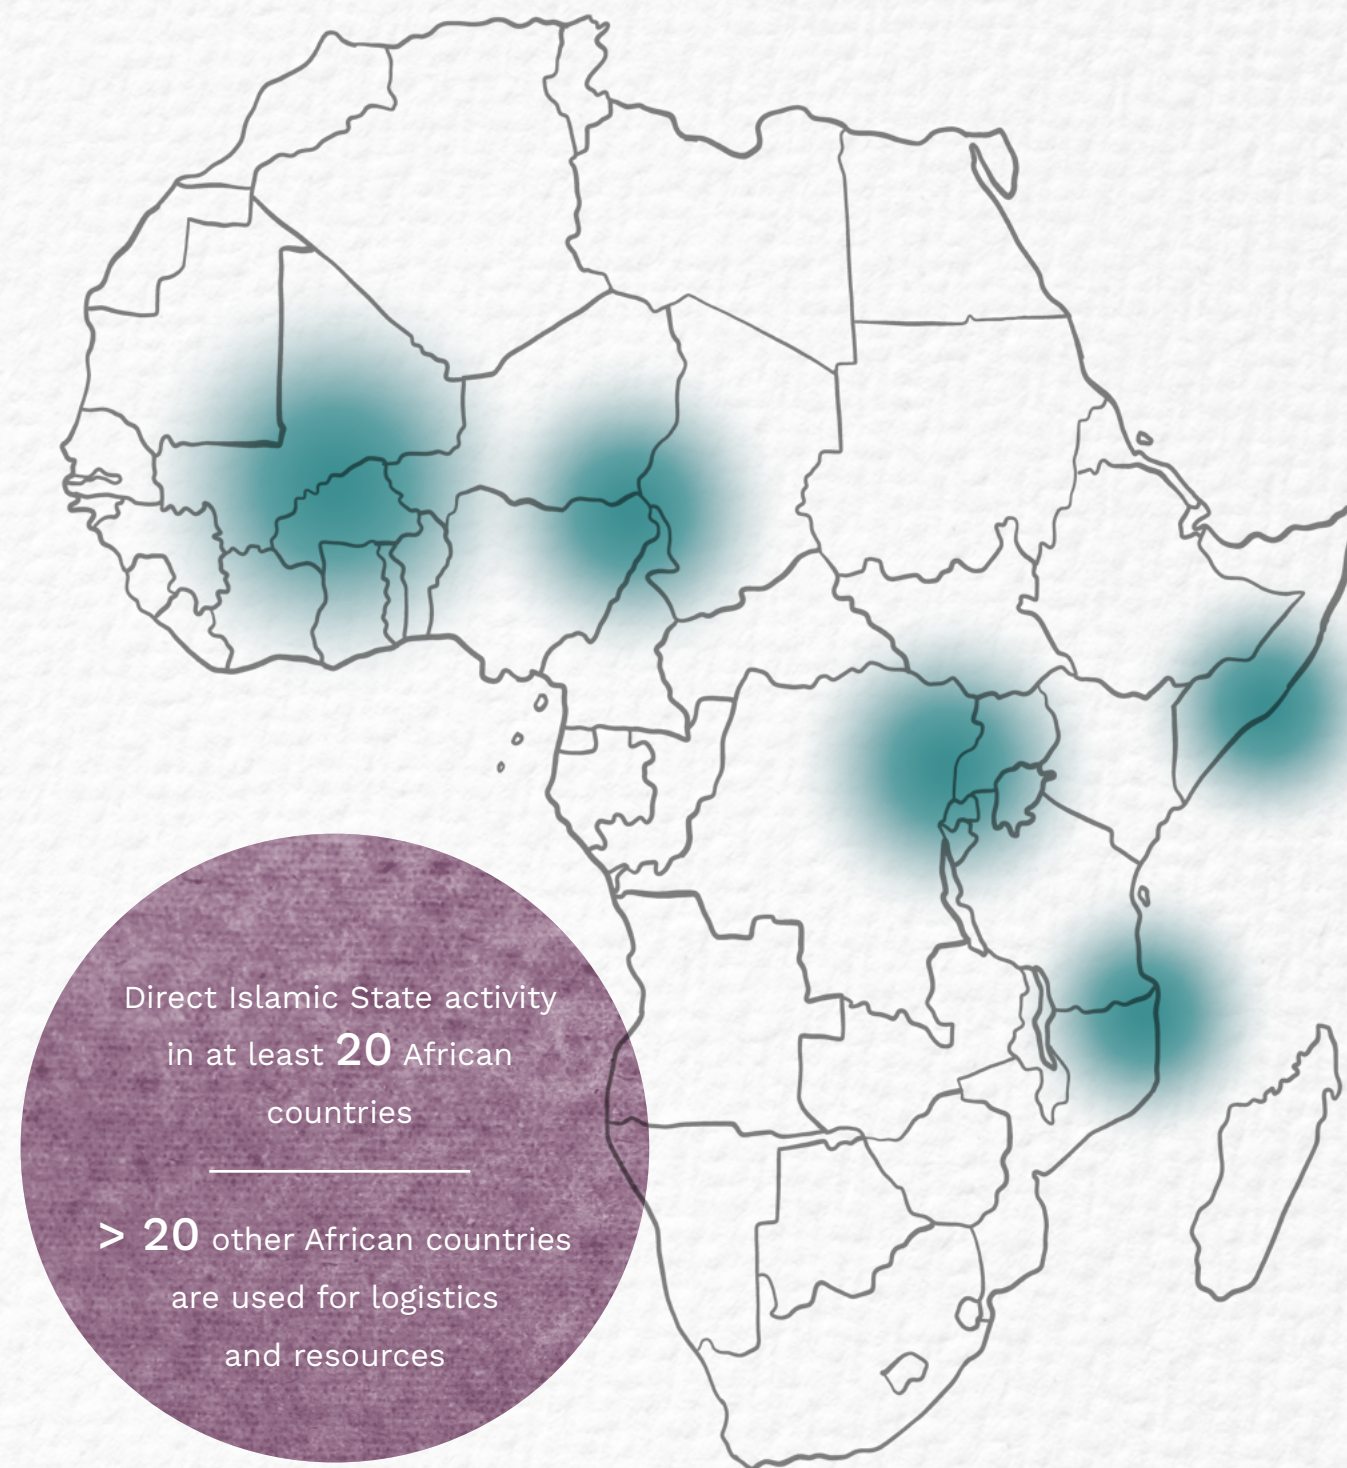 Direct Islamic State activity
in at least 20 African
countries
> 20 other African countries
are used for logistics
and resources